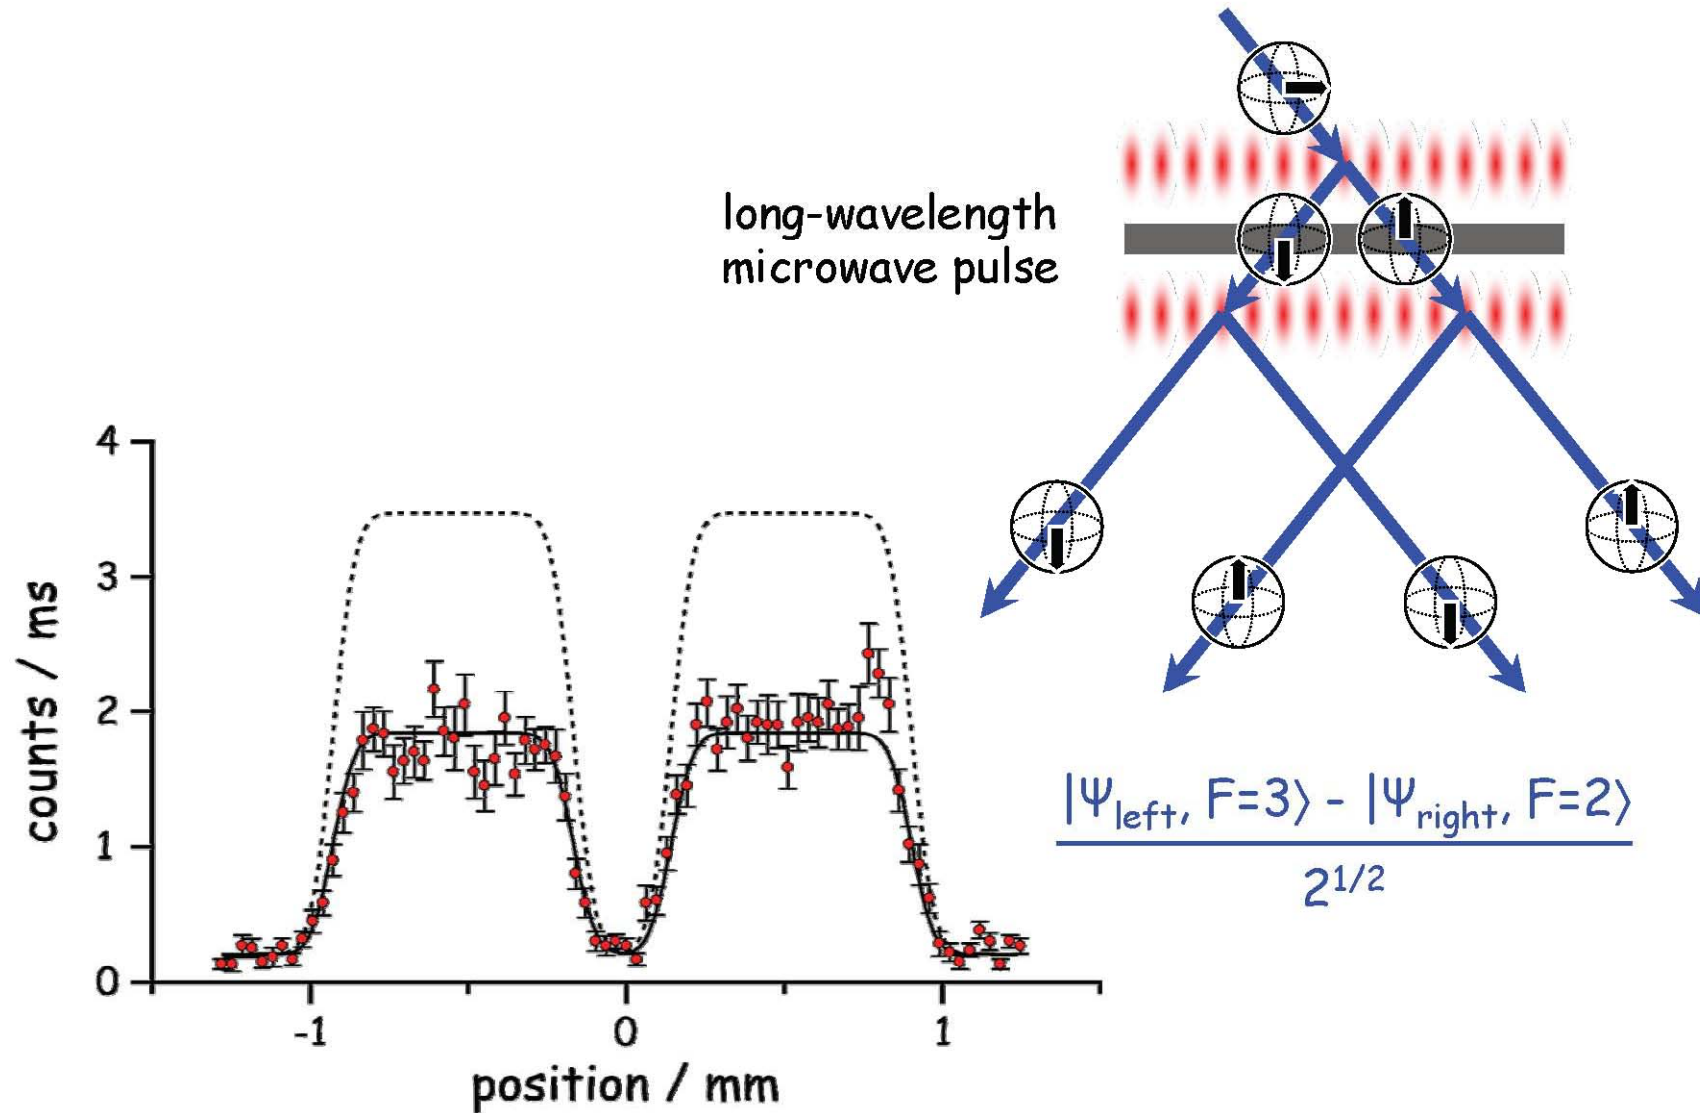 long-wavelength
microwave pulse
4
3
2
1
0
counts / ms
-1
0
1
position / mm
|Ψleft, F=3⟩ - |Ψright, F=2⟩
2^1/2